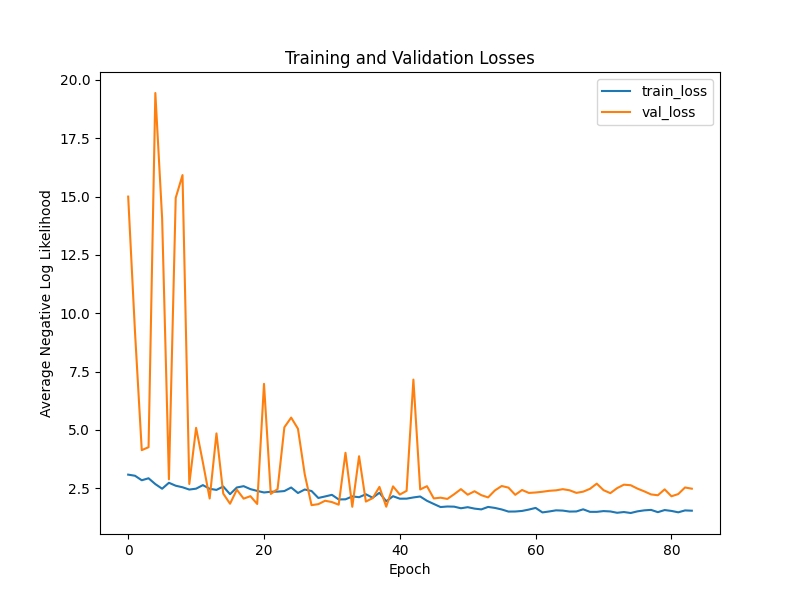 Training and Validation Losses
train_loss
val_loss
Average Negative Log Likelihood
20.0
17.5
15.0
12.5
10.0
7.5
5.0
2.5
0
20
40
60
80
Epoch